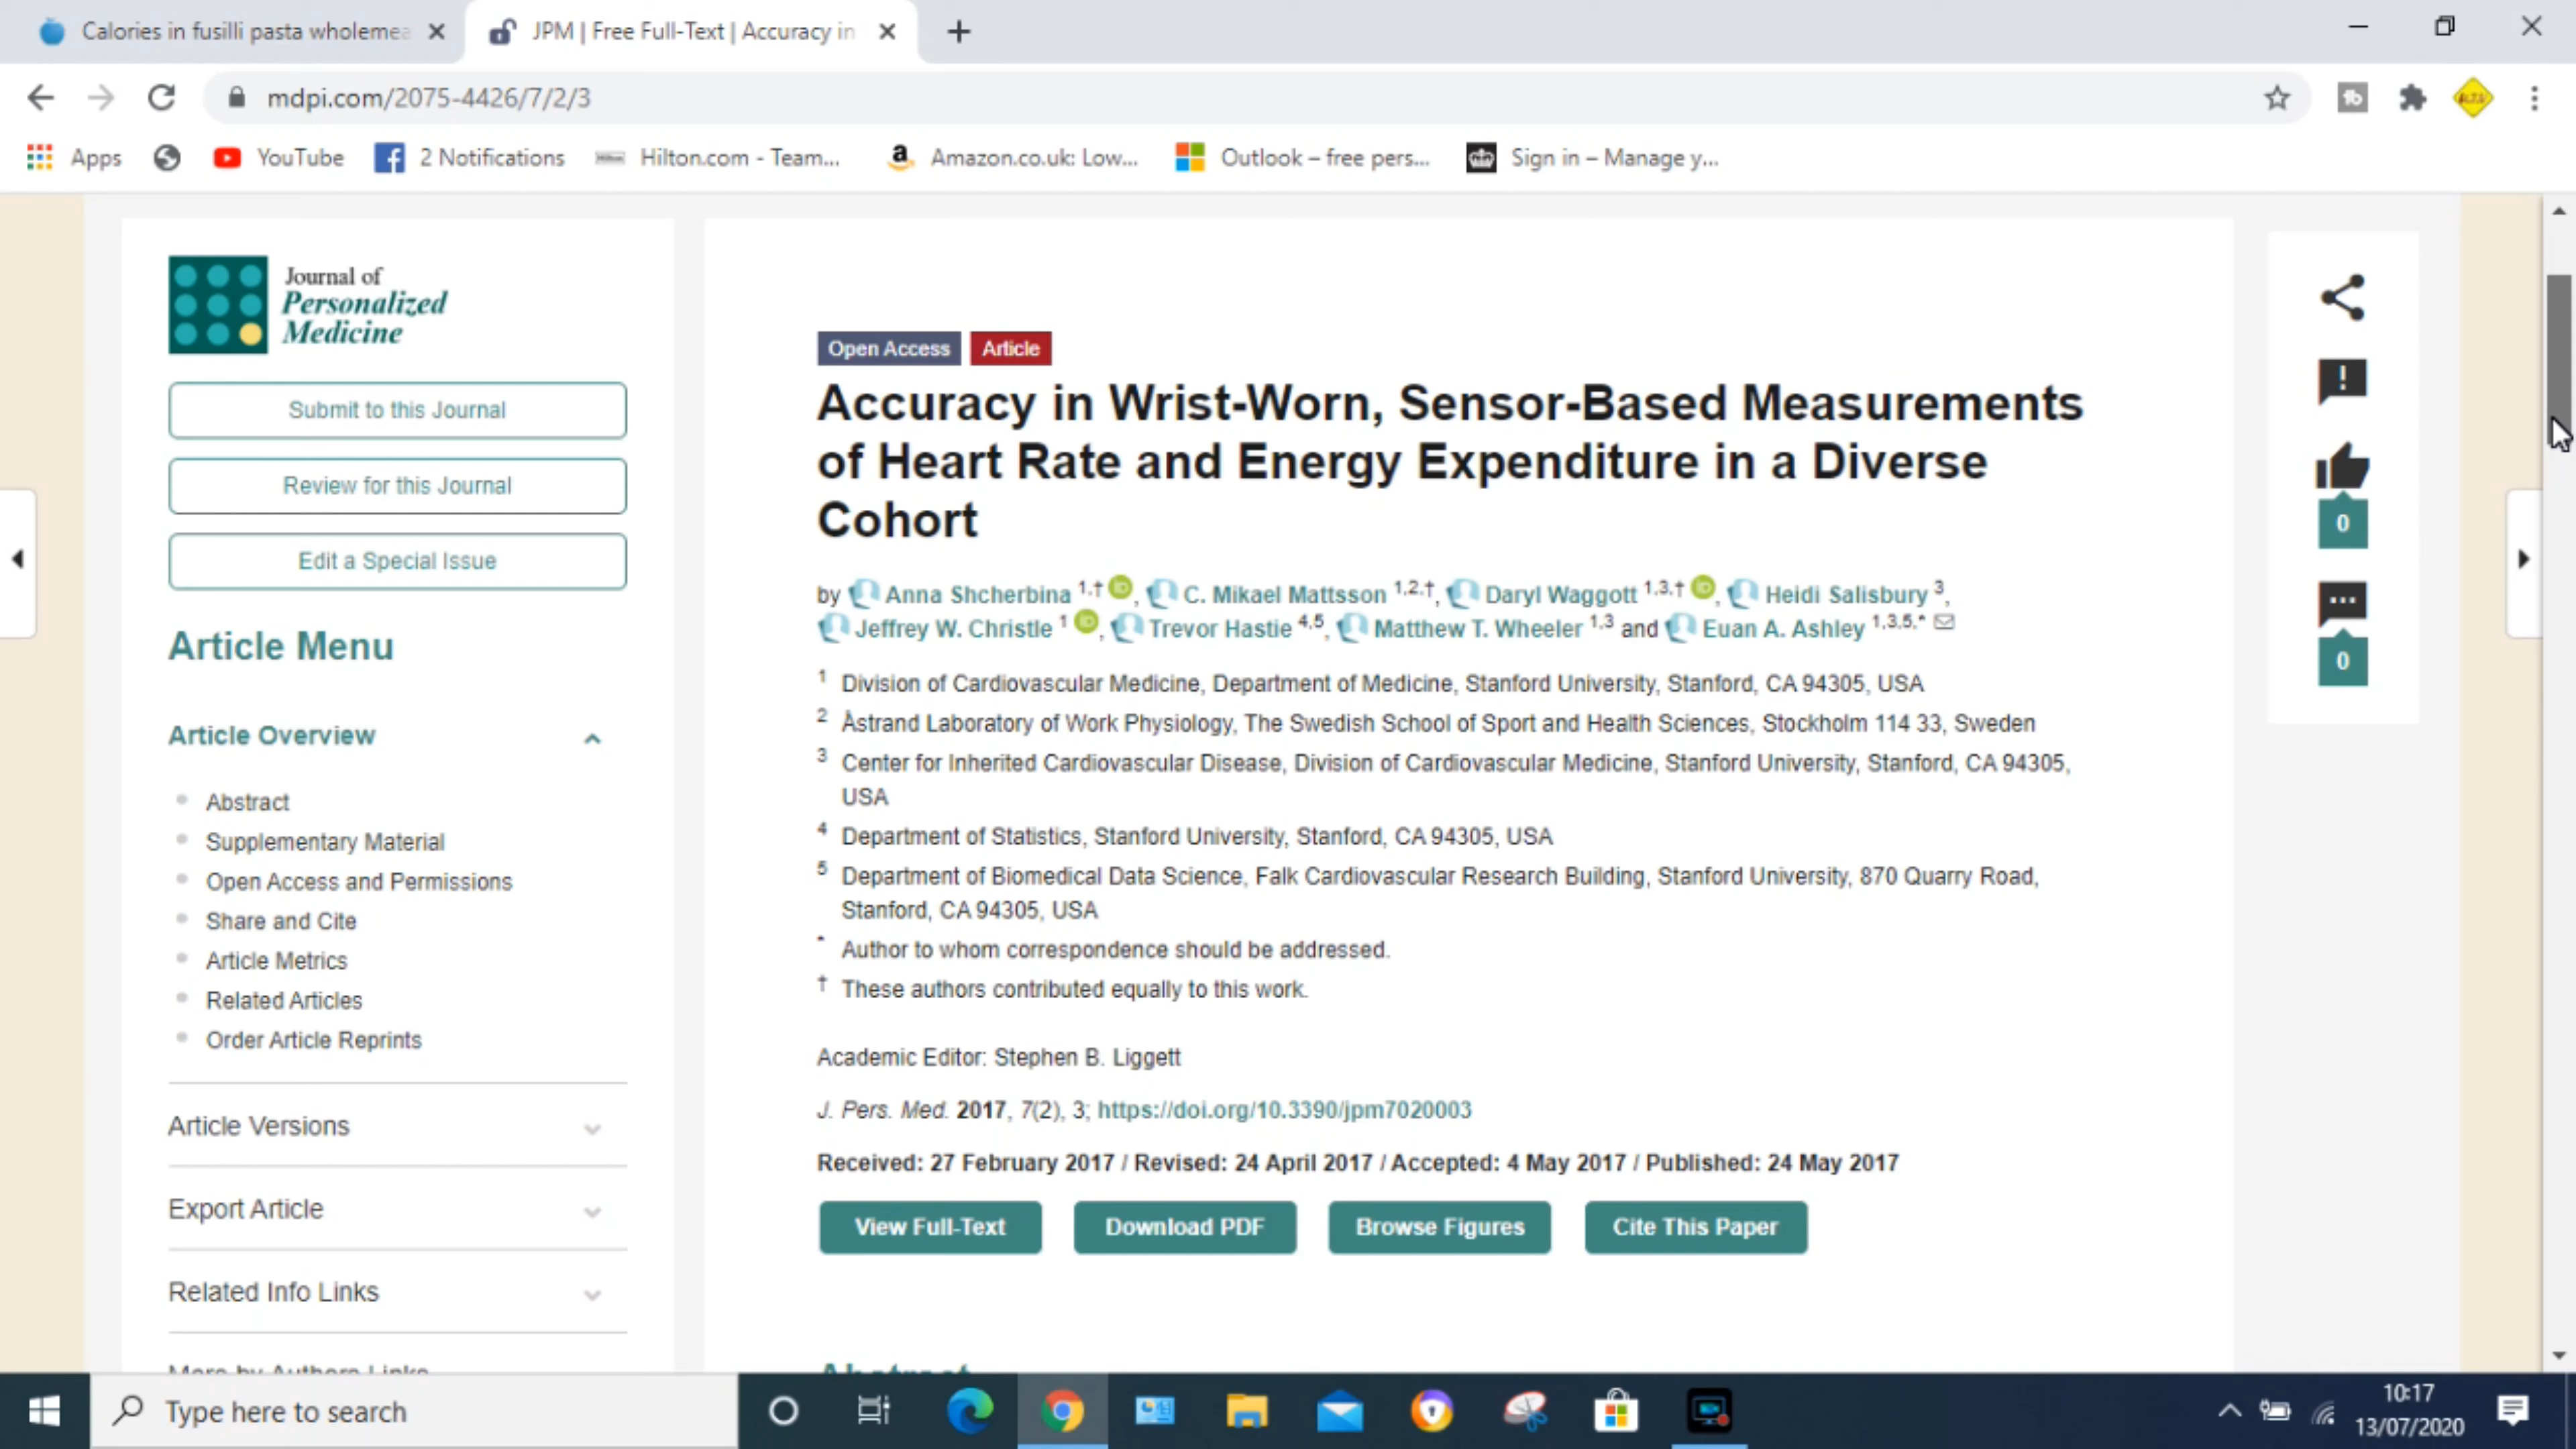 Calories in fusilli pasta wholemea
JPM | Free Full-Text | Accuracy in
mdpi.com/2075-4426/7/2/3
Apps
YouTube
2 Notifications
Hilton.com - Team...
Amazon.co.uk: Low...
Outlook – free pers...
Sign in – Manage y...
Journal of
Personalized
Medicine
Submit to this Journal
Review for this Journal
Edit a Special Issue
Article Menu
Article Overview
Abstract
Supplementary Material
Open Access and Permissions
Share and Cite
Article Metrics
Related Articles
Order Article Reprints
Article Versions
Export Article
Related Info Links
More by Authors Links
Open Access Article
Accuracy in Wrist-Worn, Sensor-Based Measurements
of Heart Rate and Energy Expenditure in a Diverse
Cohort
by Anna Shcherbina 1,† iD, C. Mikael Mattsson 1,2,†, Daryl Waggott 1,3,† iD, Heidi Salisbury 3,
Jeffrey W. Christle 1 iD, Trevor Hastie 4,5, Matthew T. Wheeler 1,3 and Euan A. Ashley 1,3,5,*
1 Division of Cardiovascular Medicine, Department of Medicine, Stanford University, Stanford, CA 94305, USA
2 Åstrand Laboratory of Work Physiology, The Swedish School of Sport and Health Sciences, Stockholm 114 33, Sweden
3 Center for Inherited Cardiovascular Disease, Division of Cardiovascular Medicine, Stanford University, Stanford, CA 94305,
USA
4 Department of Statistics, Stanford University, Stanford, CA 94305, USA
5 Department of Biomedical Data Science, Falk Cardiovascular Research Building, Stanford University, 870 Quarry Road,
Stanford, CA 94305, USA
* Author to whom correspondence should be addressed.
† These authors contributed equally to this work.
Academic Editor: Stephen B. Liggett
J. Pers. Med. 2017, 7(2), 3; https://doi.org/10.3390/jpm7020003
Received: 27 February 2017 / Revised: 24 April 2017 / Accepted: 4 May 2017 / Published: 24 May 2017
View Full-Text
Download PDF
Browse Figures
Cite This Paper
Abstract
0
0
Type here to search
10:17
13/07/2020